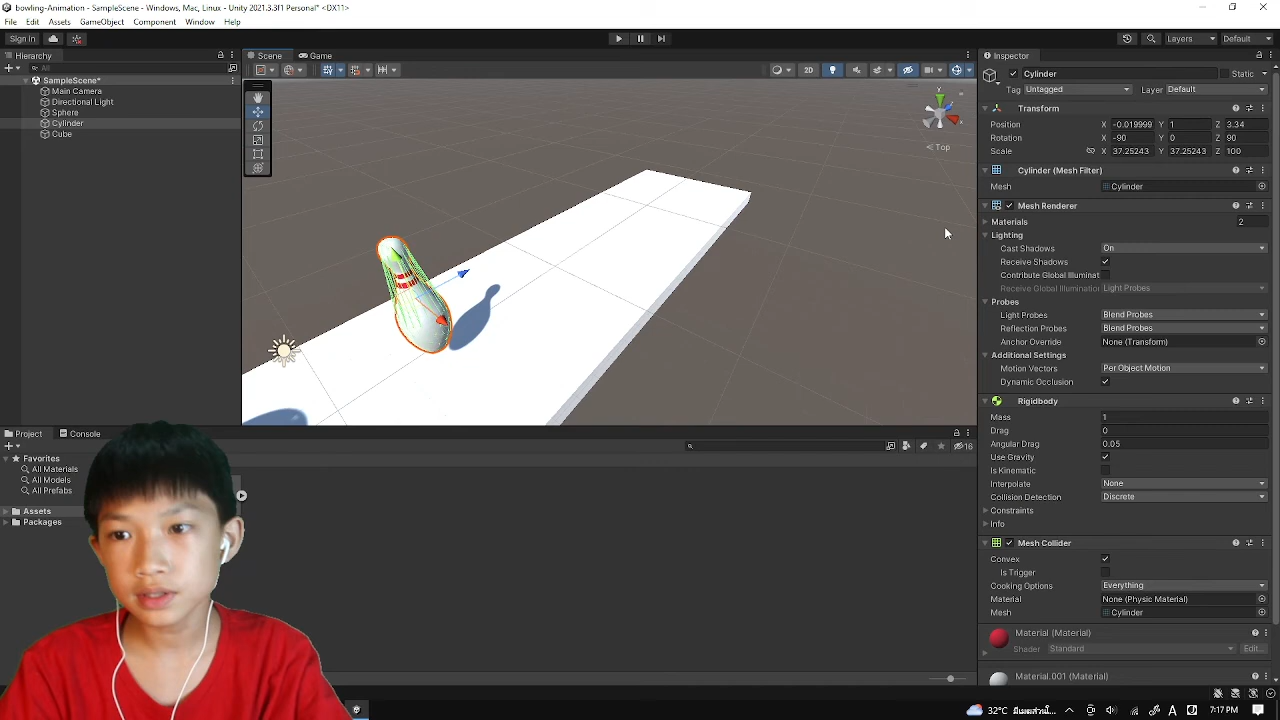 bowling-Animation - SampleScene - Windows, Mac, Linux - Unity 2021.3.3f1 Personal* <DX11>
File Edit Assets GameObject Component Window Help
Sign In Layers Default
Hierarchy Scene Game Inspector
All
SampleScene*
Main Camera
Directional Light
Sphere
Cylinder
Cube
2D
y
x
Top
Cylinder Static
Tag Untagged Layer Default
Transform
Position X -0.019999 Y 1 Z 3.34
Rotation X -90 Y 0 Z 90
Scale X 37.25243 Y 37.25243 Z 100
Cylinder (Mesh Filter)
Mesh Cylinder
Mesh Renderer
Materials 2
Lighting
Cast Shadows On
Receive Shadows
Contribute Global Illuminat
Receive Global Illumination Light Probes
Probes
Light Probes Blend Probes
Reflection Probes Blend Probes
Anchor Override None (Transform)
Additional Settings
Motion Vectors Per Object Motion
Dynamic Occlusion
Rigidbody
Mass 1
Drag 0
Angular Drag 0.05
Use Gravity
Is Kinematic
Interpolate None
Collision Detection Discrete
Constraints
Info
Mesh Collider
Convex
Is Trigger
Cooking Options Everything
Material None (Physic Material)
Mesh Cylinder
Material (Material)
Shader Standard Edit...
Material.001 (Material)
Project Console
16
Favorites
All Materials
All Models
All Prefabs
Assets
Packages
32°C A 7:17 PM